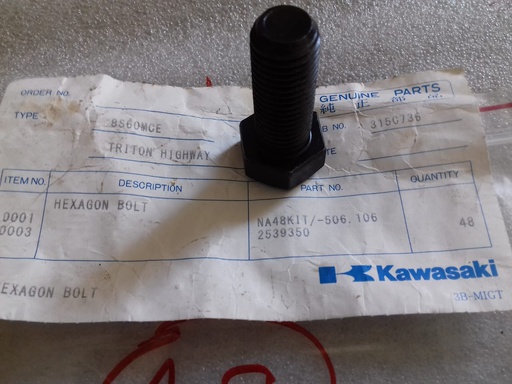 ORDER NO.
GENUINE PARTS
純 正 部 品
TYPE BS60MCE B NO. 315C736
TRITON HIGHWAY
ITEM NO. DESCRIPTION PART NO. QUANTITY
D001 HEXAGON BOLT NA48KIT/-506.106 48
0003 2539350
Kawasaki
EXAGON BOLT
3B-MIGT